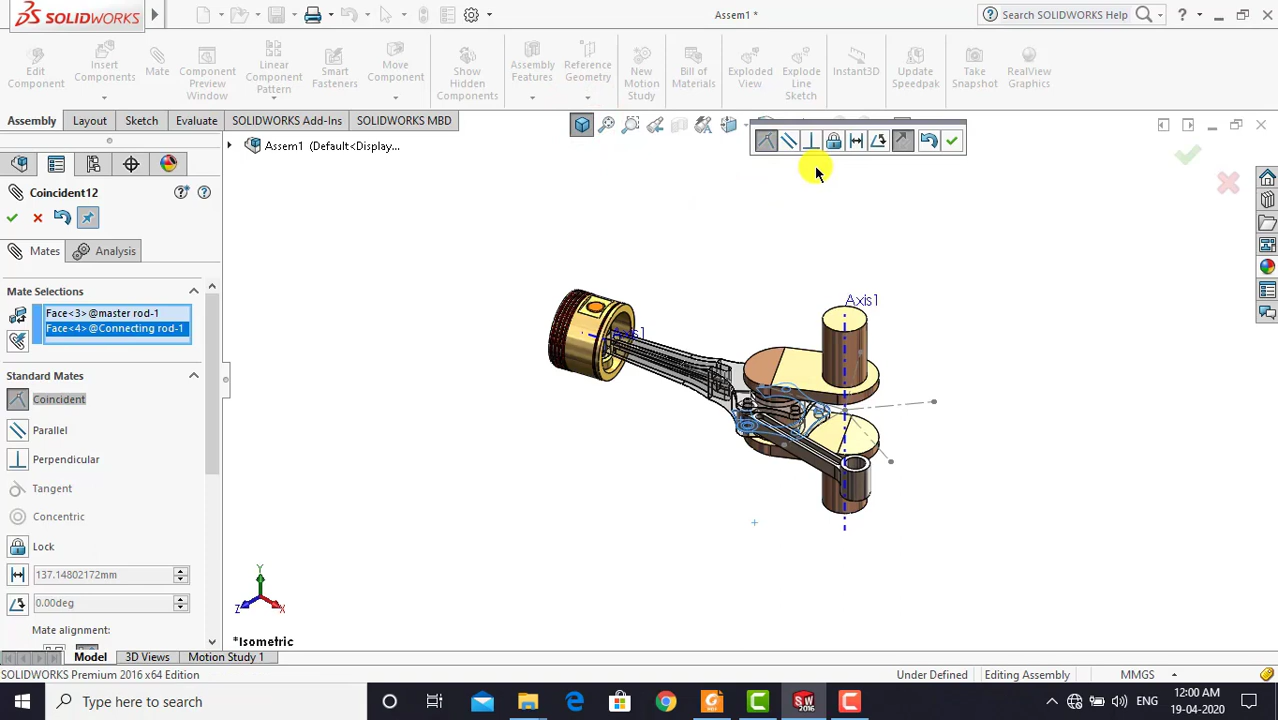 SOLIDWORKS
Assem1 *
Search SOLIDWORKS Help
Edit Component
Insert Components
Mate
Component Preview Window
Linear Component Pattern
Smart Fasteners
Move Component
Show Hidden Components
Assembly Features
Reference Geometry
New Motion Study
Bill of Materials
Exploded View
Explode Line Sketch
Instant3D
Update Speedpak
Take Snapshot
RealView Graphics
Assembly
Layout
Sketch
Evaluate
SOLIDWORKS Add-Ins
SOLIDWORKS MBD
Assem1 (Default<Display...
Coincident12
Mates
Analysis
Mate Selections
Face<3>@master rod-1
Face<4>@Connecting rod-1
Standard Mates
Coincident
Parallel
Perpendicular
Tangent
Concentric
Lock
137.14802172mm
0.00deg
Mate alignment:
Axis1
Axis1
Y
Z
X
*Isometric
Model
3D Views
Motion Study 1
SOLIDWORKS Premium 2016 x64 Edition
Under Defined
Editing Assembly
MMGS
Type here to search
SW
2016
ENG
12:00 AM
19-04-2020